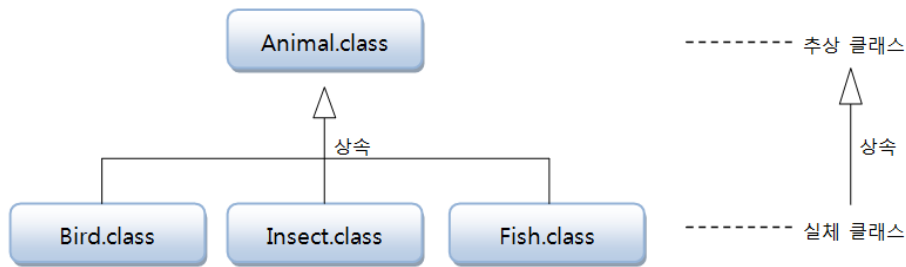 Animal.class
추상 클래스
상속
상속
Bird.class
Insect.class
Fish.class
실체 클래스